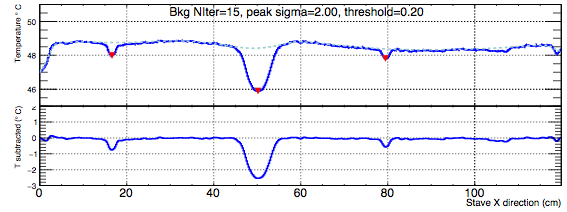 Bkg NIter=15, peak sigma=2.00, threshold=0.20
Temperature (° C)
50
48
46
T subtracted (° C)
2
1
0
-1
-2
-3
0 20 40 60 80 100
Stave X direction (cm)